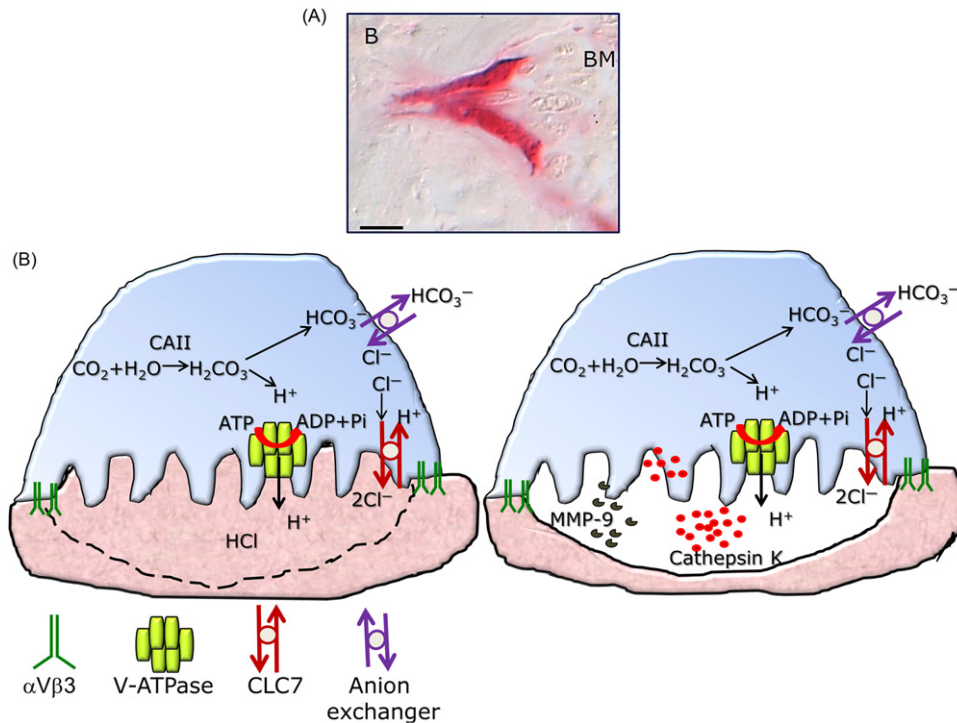 (A)
B
BM
(B)
HCO₃⁻
HCO₃⁻
CAII
CO₂+H₂O→H₂CO₃
Cl⁻
H⁺
Cl⁻
H⁺
ATP
ADP+Pi
2Cl⁻
H⁺
HCl
HCO₃⁻
HCO₃⁻
CAII
CO₂+H₂O→H₂CO₃
Cl⁻
H⁺
Cl⁻
H⁺
ATP
ADP+Pi
2Cl⁻
MMP-9
H⁺
Cathepsin K
αVβ3
V-ATPase
CLC7
Anion
exchanger